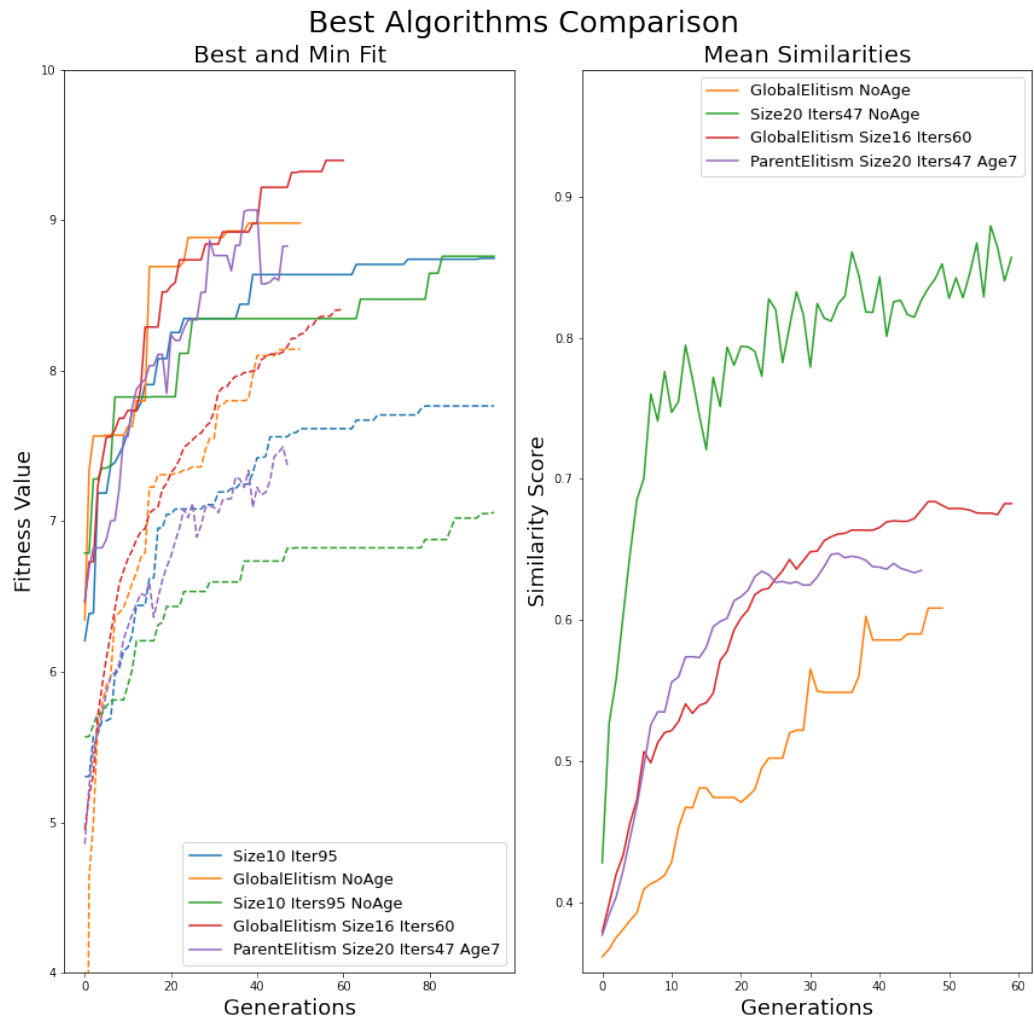 Best Algorithms Comparison
Best and Min Fit
Fitness Value
10
9
8
7
6
5
4
0
20
40
60
80
Generations
Size10 Iter95
GlobalElitism NoAge
Size10 Iters95 NoAge
GlobalElitism Size16 Iters60
ParentElitism Size20 Iters47 Age7
Mean Similarities
Similarity Score
0.9
0.8
0.7
0.6
0.5
0.4
0
10
20
30
40
50
60
Generations
GlobalElitism NoAge
Size20 Iters47 NoAge
GlobalElitism Size16 Iters60
ParentElitism Size20 Iters47 Age7